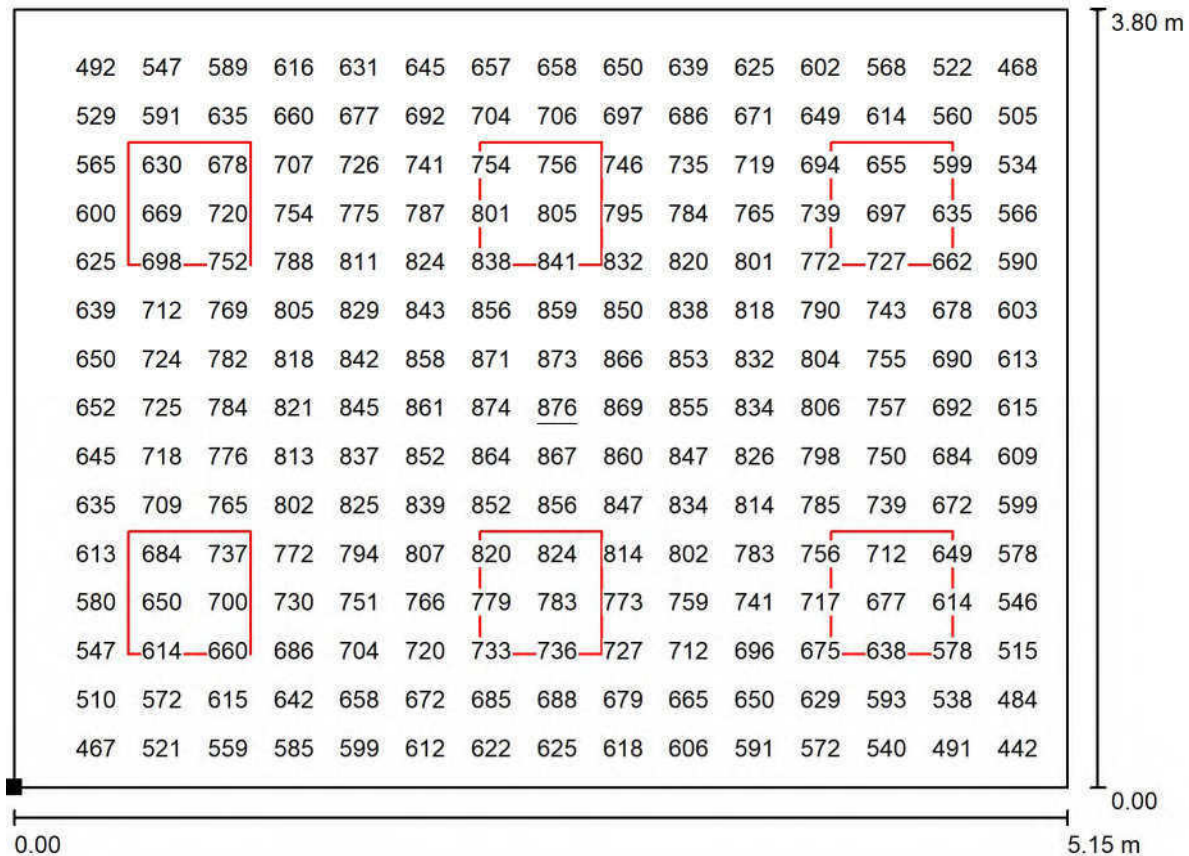 3.80 m
492 547 589 616 631 645 657 658 650 639 625 602 568 522 468
529 591 635 660 677 692 704 706 697 686 671 649 614 560 505
565 630 678 707 726 741 754 756 746 735 719 694 655 599 534
600 669 720 754 775 787 801 805 795 784 765 739 697 635 566
625 698 752 788 811 824 838 841 832 820 801 772 727 662 590
639 712 769 805 829 843 856 859 850 838 818 790 743 678 603
650 724 782 818 842 858 871 873 866 853 832 804 755 690 613
652 725 784 821 845 861 874 876 869 855 834 806 757 692 615
645 718 776 813 837 852 864 867 860 847 826 798 750 684 609
635 709 765 802 825 839 852 856 847 834 814 785 739 672 599
613 684 737 772 794 807 820 824 814 802 783 756 712 649 578
580 650 700 730 751 766 779 783 773 759 741 717 677 614 546
547 614 660 686 704 720 733 736 727 712 696 675 638 578 515
510 572 615 642 658 672 685 688 679 665 650 629 593 538 484
467 521 559 585 599 612 622 625 618 606 591 572 540 491 442
0.00
0.00 5.15 m